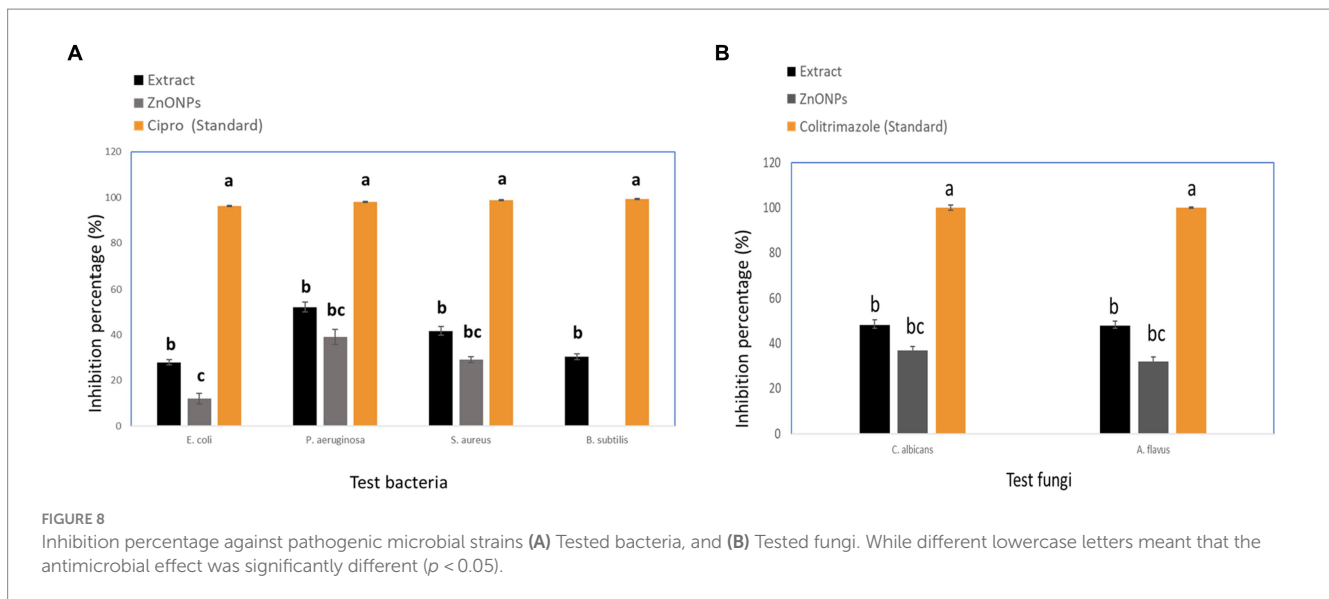 A
Extract
ZnONPs
Cipro (Standard)
120
100
80
60
40
20
0
Inhibition percentage (%)
b
c
a
b
bc
a
b
bc
a
b
a
E. coli
P. aeruginosa
S. aureus
B. subtilis
Test bacteria
B
Extract
ZnONPs
Colitrimazole (Standard)
120
100
80
60
40
20
0
Inhibition percentage (%)
b
bc
a
b
bc
a
C. albicans
A. flavus
Test fungi
FIGURE 8
Inhibition percentage against pathogenic microbial strains (A) Tested bacteria, and (B) Tested fungi. While different lowercase letters meant that the
antimicrobial effect was significantly different (p < 0.05).